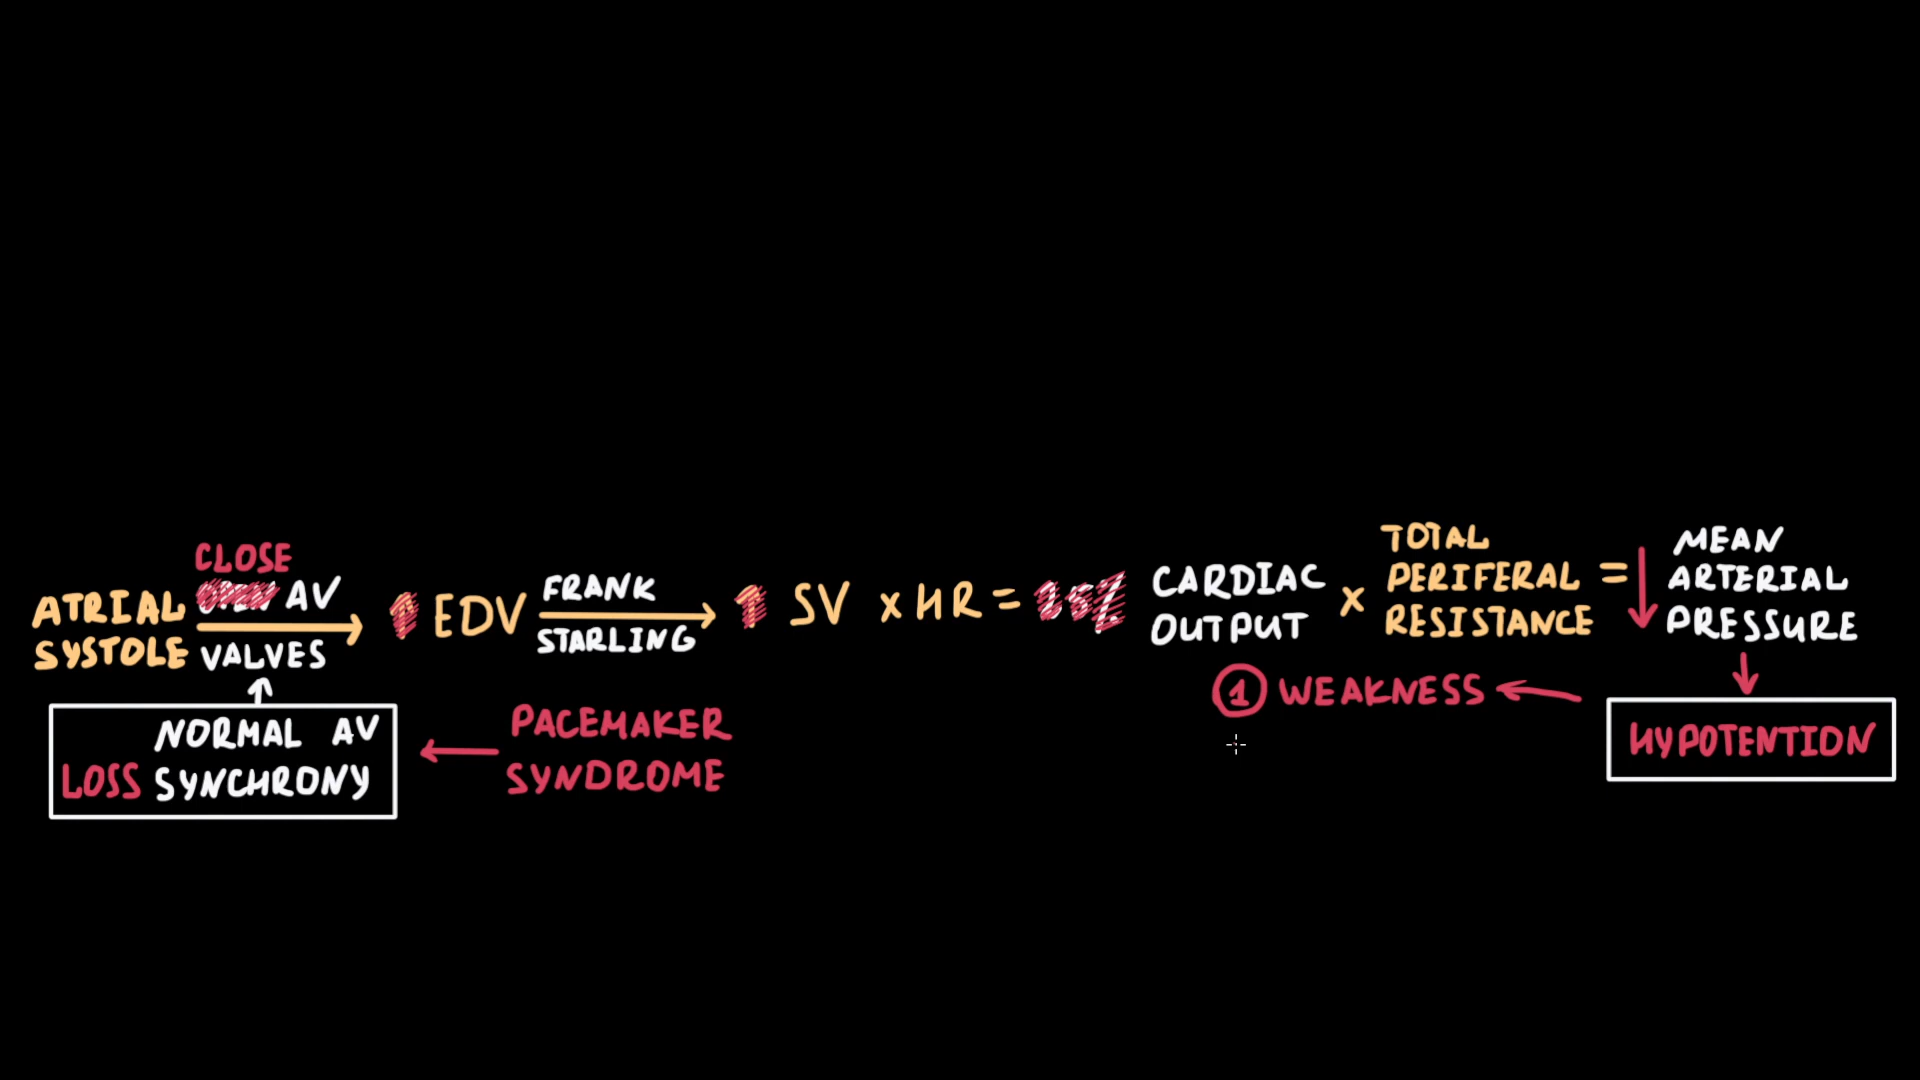 CLOSE
ATRIAL AV
SYSTOLE VALVES
EDV
FRANK
STARLING
SV x HR =
CARDIAC
OUTPUT
x
TOTAL
PERIFERAL
RESISTANCE
=
MEAN
ARTERIAL
PRESSURE
NORMAL AV
LOSS SYNCHRONY
PACEMAKER
SYNDROME
1 WEAKNESS
HYPOTENTION